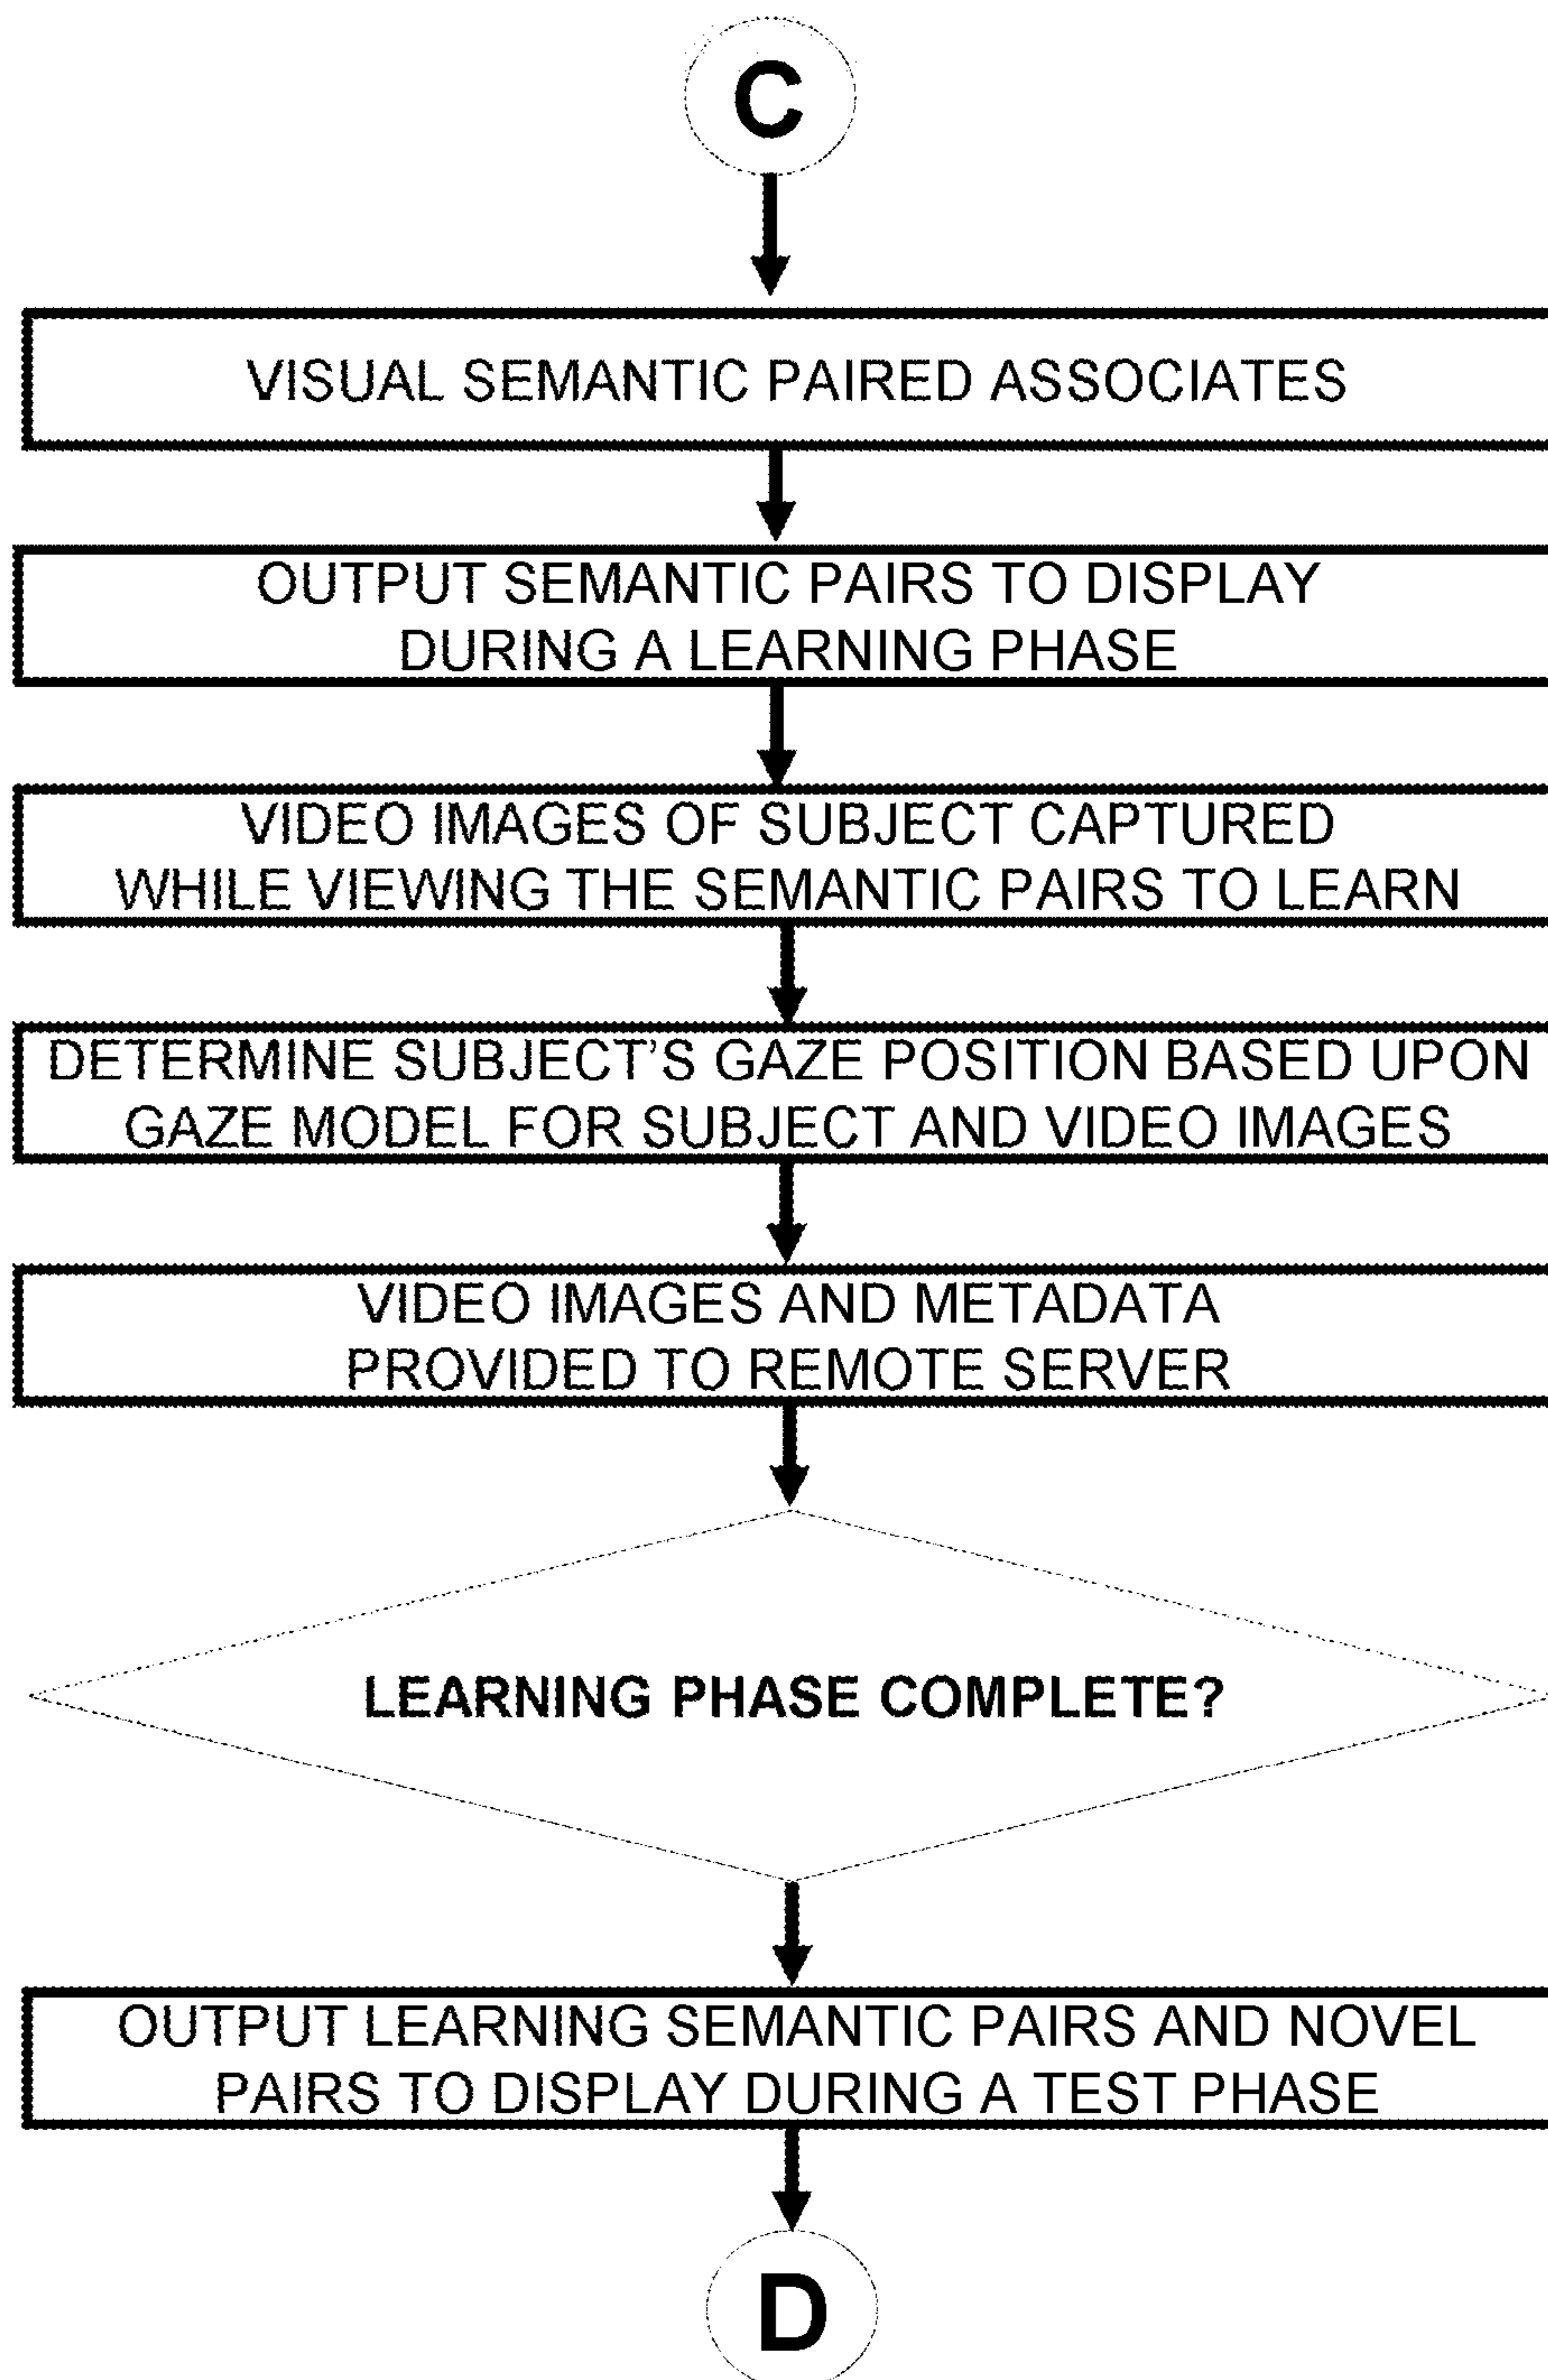 C
VISUAL SEMANTIC PAIRED ASSOCIATES
OUTPUT SEMANTIC PAIRS TO DISPLAY
DURING A LEARNING PHASE
VIDEO IMAGES OF SUBJECT CAPTURED
WHILE VIEWING THE SEMANTIC PAIRS TO LEARN
DETERMINE SUBJECT'S GAZE POSITION BASED UPON
GAZE MODEL FOR SUBJECT AND VIDEO IMAGES
VIDEO IMAGES AND METADATA
PROVIDED TO REMOTE SERVER
LEARNING PHASE COMPLETE?
OUTPUT LEARNING SEMANTIC PAIRS AND NOVEL
PAIRS TO DISPLAY DURING A TEST PHASE
D